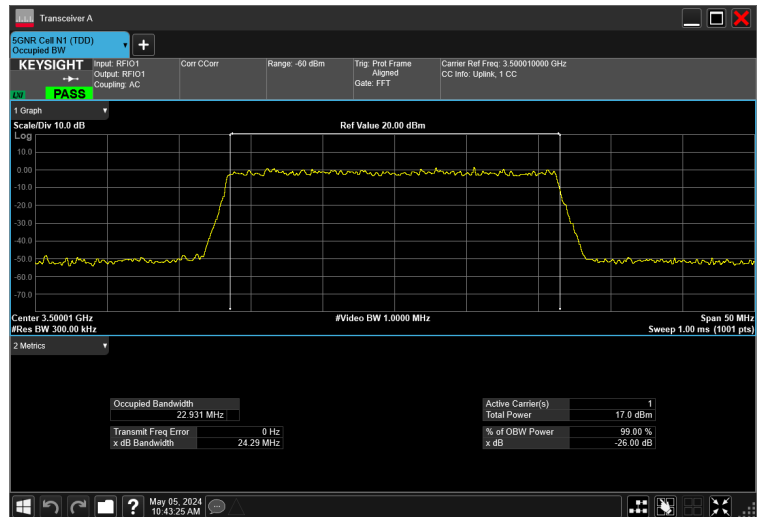 Transceiver A
5GNR Cell N1 (TDD)
Occupied BW
KEYSIGHT
LXI
PASS
Input: RFIO1
Output: RFIO1
Coupling: AC
Corr CCorr
Range: -60 dBm
Trig: Prot Frame
Aligned
Gate: FFT
Carrier Ref Freq: 3.500010000 GHz
CC Info: Uplink, 1 CC
1 Graph
Scale/Div 10.0 dB
Ref Value 20.00 dBm
Log
10.0
0.00
-10.0
-20.0
-30.0
-40.0
-50.0
-60.0
-70.0
Center 3.50001 GHz
#Video BW 1.0000 MHz
Span 50 MHz
#Res BW 300.00 kHz
Sweep 1.00 ms (1001 pts)
2 Metrics
Occupied Bandwidth
22.931 MHz
Transmit Freq Error 0 Hz
x dB Bandwidth 24.29 MHz
Active Carrier(s) 1
Total Power 17.0 dBm
% of OBW Power 99.00 %
x dB -26.00 dB
May 05, 2024
10:43:25 AM